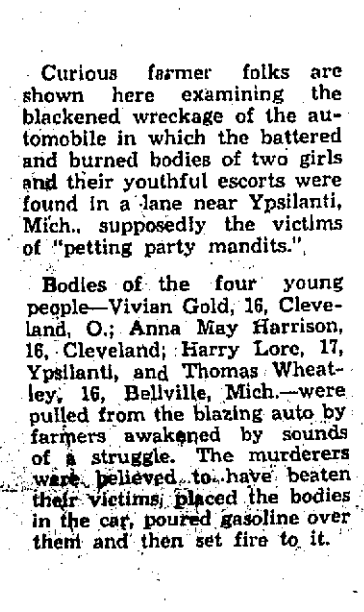 Curious farmer folks are
shown here examining the
blackened wreckage of the au-
tomobile in which the battered
and burned bodies of two girls
and their youthful escorts were
found in a lane near Ypsilanti,
Mich., supposedly the victims
of "petting party mandits."
Bodies of the four young
people—Vivian Gold, 16, Cleve-
land, O.; Anna May Harrison,
16, Cleveland; Harry Lore, 17,
Ypsilanti, and Thomas Wheat-
ley, 16, Bellville, Mich.—were
pulled from the blazing auto by
farmers awakened by sounds
of a struggle. The murderers
were believed to have beaten
their victims, placed the bodies
in the car, poured gasoline over
them and then set fire to it.